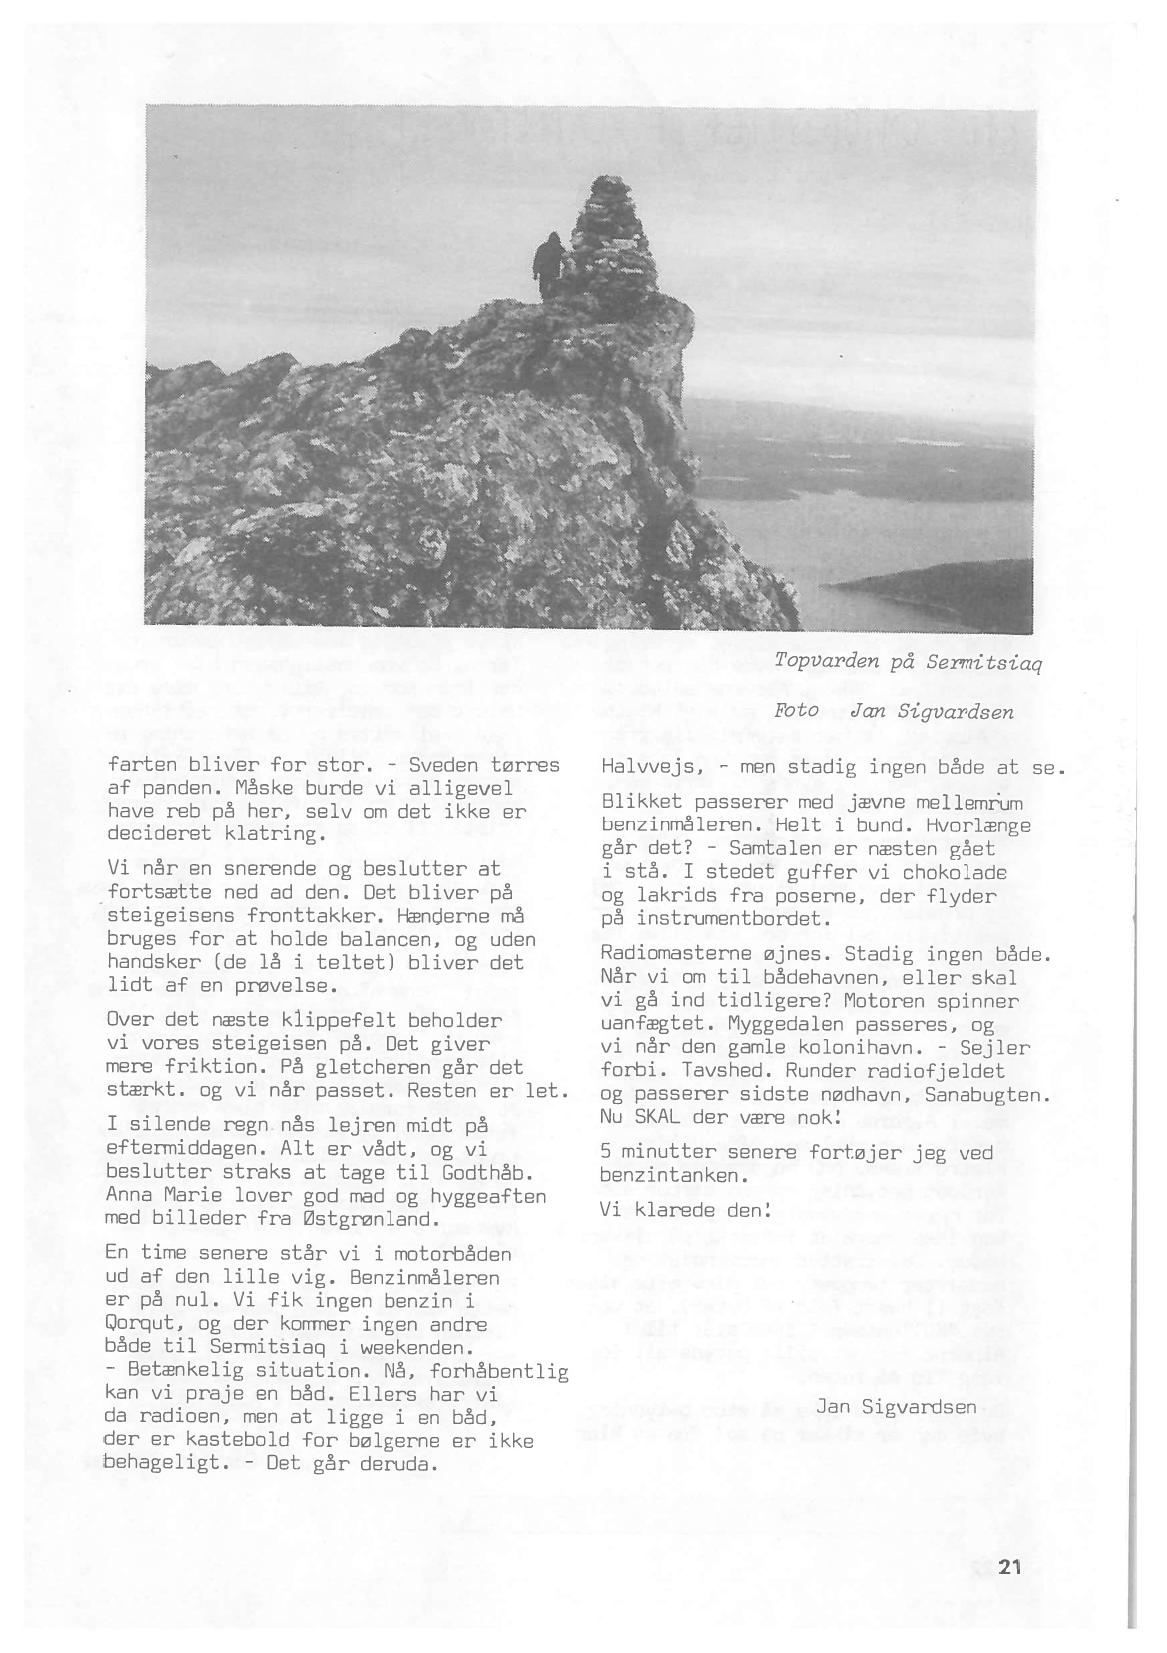 Topvarden på Sermitsiaq
Foto Jan Sigvardsen
farten bliver for stor. - Sveden tørres
af panden. Måske burde vi alligevel
have reb på her, selv om det ikke er
decideret klatring.
Vi når en snerende og beslutter at
fortsætte ned ad den. Det bliver på
steigeisens fronttakker. Hænderne må
bruges for at holde balancen, og uden
handsker (de lå i teltet) bliver det
lidt af en prøvelse.
Over det næste klippefelt beholder
vi vores steigeisen på. Det giver
mere friktion. På gletcheren går det
stærkt. og vi når passet. Resten er let.
I silende regn nås lejren midt på
eftermiddagen. Alt er vådt, og vi
beslutter straks at tage til Godthåb.
Anna Marie lover god mad og hyggeaften
med billeder fra Østgrønland.
En time senere står vi i motorbåden
ud af den lille vig. Benzinmåleren
er på nul. Vi fik ingen benzin i
Qorqut, og der kommer ingen andre
både til Sermitsiaq i weekenden.
- Betænkelig situation. Nå, forhåbentlig
kan vi praje en båd. Ellers har vi
da radioen, men at ligge i en båd,
der er kastebold for bølgerne er ikke
behageligt. - Det går deruda.
Halvvejs, - men stadig ingen både at se.
Blikket passerer med jævne mellemrum
benzinmåleren. Helt i bund. Hvorlænge
går det? - Samtalen er næsten gået
i stå. I stedet guffer vi chokolade
og lakrids fra poserne, der flyder
på instrumentbordet.
Radiomasterne øjnes. Stadig ingen både.
Når vi om til bådehavnen, eller skal
vi gå ind tidligere? Motoren spinner
uanfægtet. Myggedalen passeres, og
vi når den gamle kolonihavn. - Sejler
forbi. Tavshed. Runder radiofjeldet
og passerer sidste nødhavn, Sanabugten.
Nu SKAL der være nok!
5 minutter senere fortøjer jeg ved
benzintanken.
Vi klarede den!
Jan Sigvardsen
21